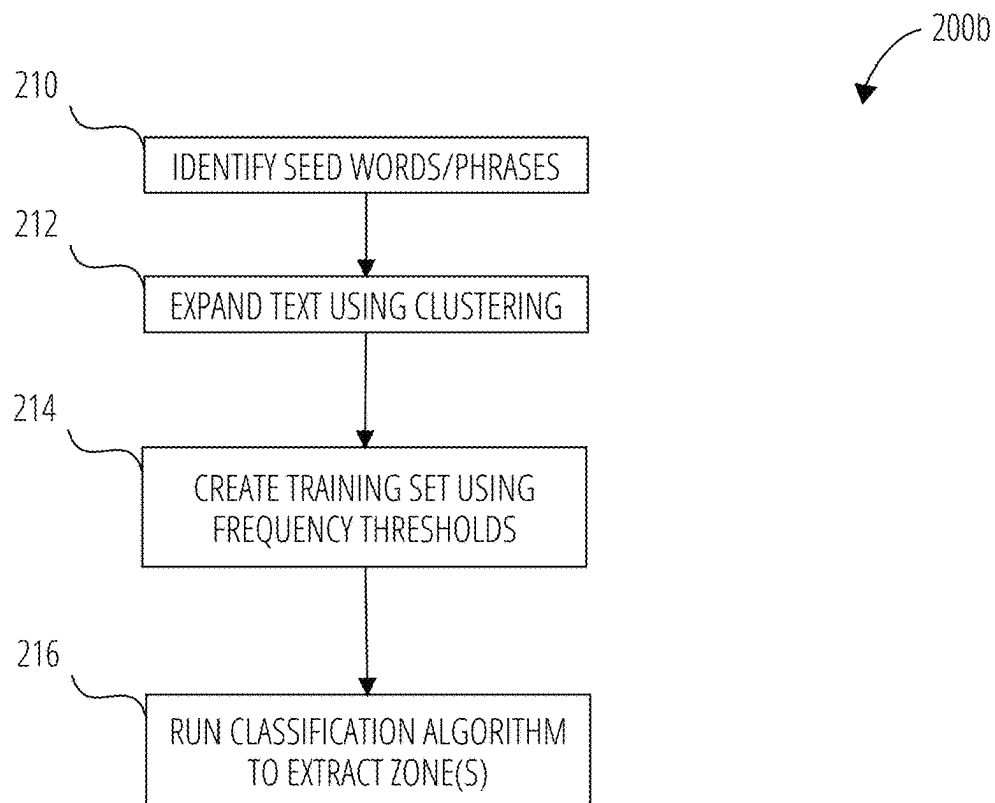 200b
210
IDENTIFY SEED WORDS/PHRASES
212
EXPAND TEXT USING CLUSTERING
214
CREATE TRAINING SET USING
FREQUENCY THRESHOLDS
216
RUN CLASSIFICATION ALGORITHM
TO EXTRACT ZONE(S)